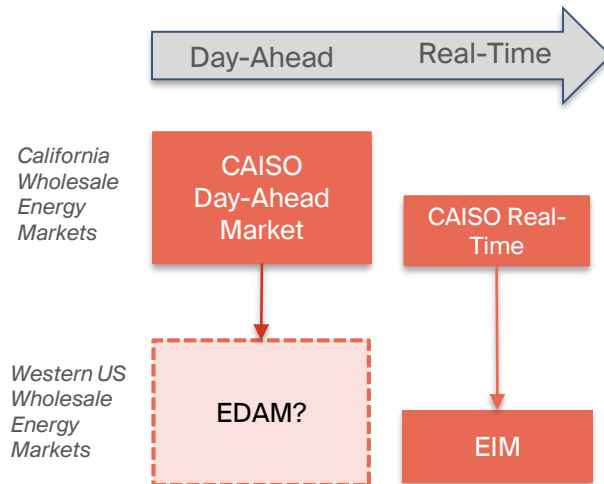 Day-Ahead
Real-Time
California
Wholesale
Energy
Markets
CAISO
Day-Ahead
Market
CAISO Real-
Time
Western US
Wholesale
Energy
Markets
EDAM?
EIM